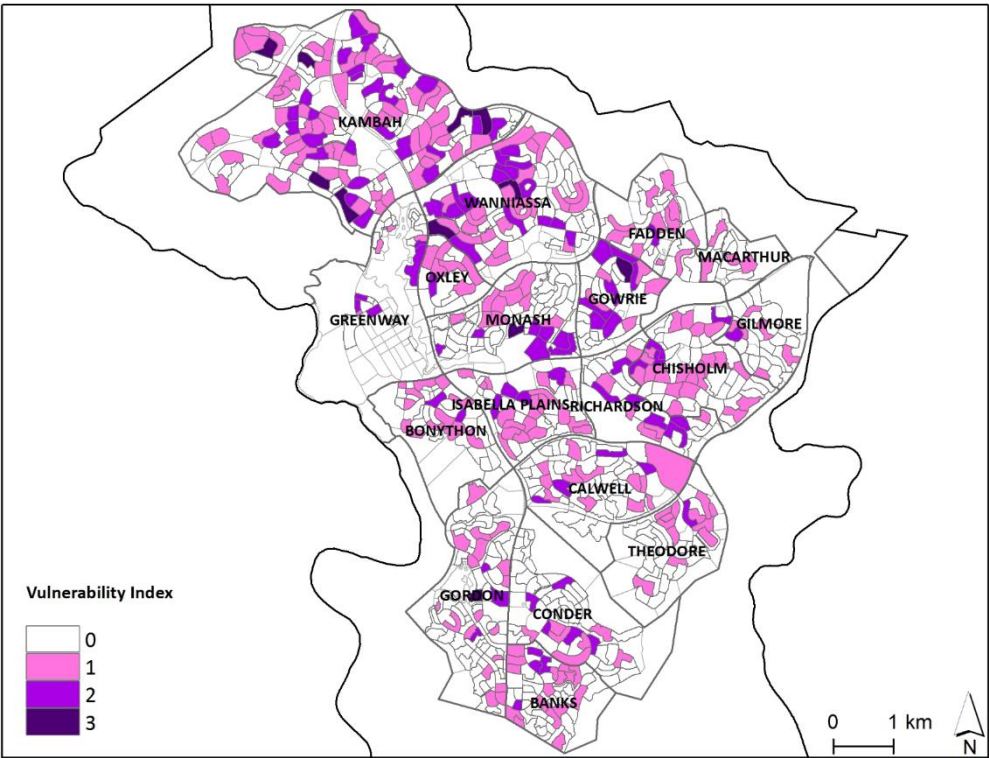 KAMBAH
WANNIASSA
FADDEN
MACARTHUR
OXLEY
GOWRIE
GREENWAY
MONASH
GILMORE
CHISHOLM
ISABELLA PLAINS
RICHARDSON
BONYTHON
CALWELL
THEODORE
GORDON
CONDER
BANKS
Vulnerability Index
0
1
2
3
0 1 km
N